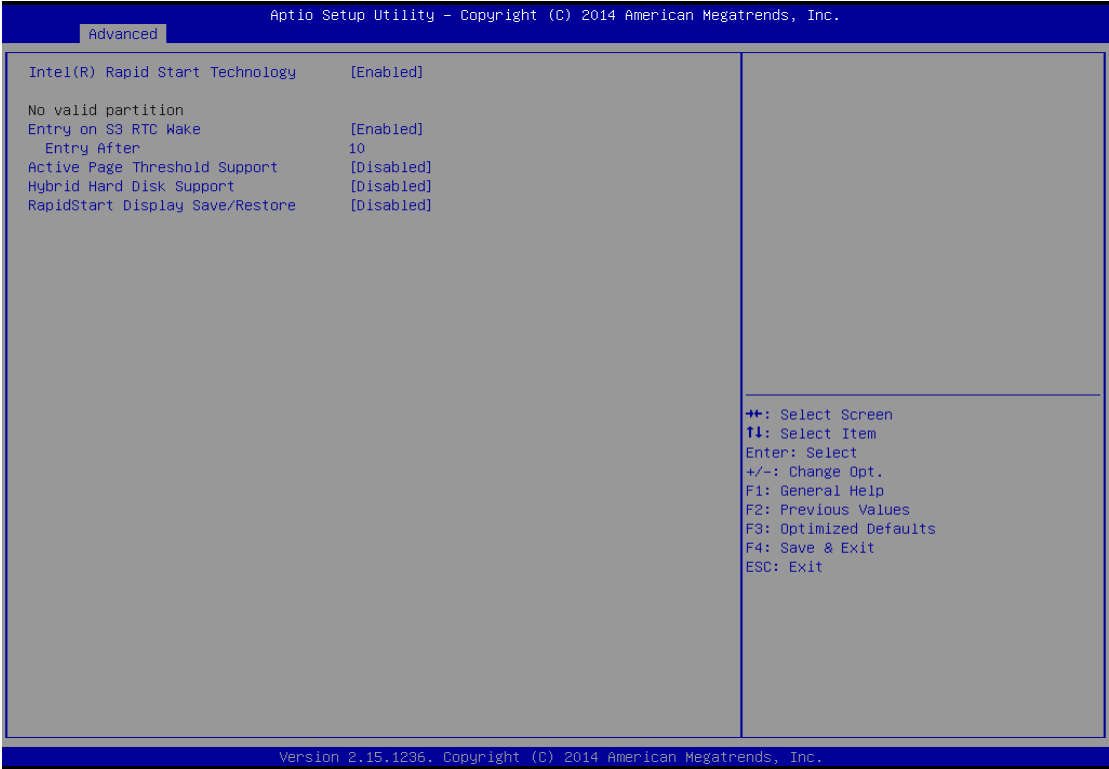 Aptio Setup Utility – Copyright (C) 2014 American Megatrends, Inc.
Advanced
Intel(R) Rapid Start Technology [Enabled]
No valid partition
Entry on S3 RTC Wake [Enabled]
Entry After 10
Active Page Threshold Support [Disabled]
Hybrid Hard Disk Support [Disabled]
RapidStart Display Save/Restore [Disabled]
→←: Select Screen
↑↓: Select Item
Enter: Select
+/-: Change Opt.
F1: General Help
F2: Previous Values
F3: Optimized Defaults
F4: Save & Exit
ESC: Exit
Version 2.15.1236. Copyright (C) 2014 American Megatrends, Inc.